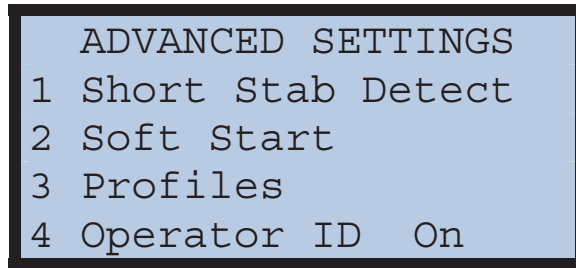 ADVANCED SETTINGS
1 Short Stab Detect
2 Soft Start
3 Profiles
4 Operator ID On